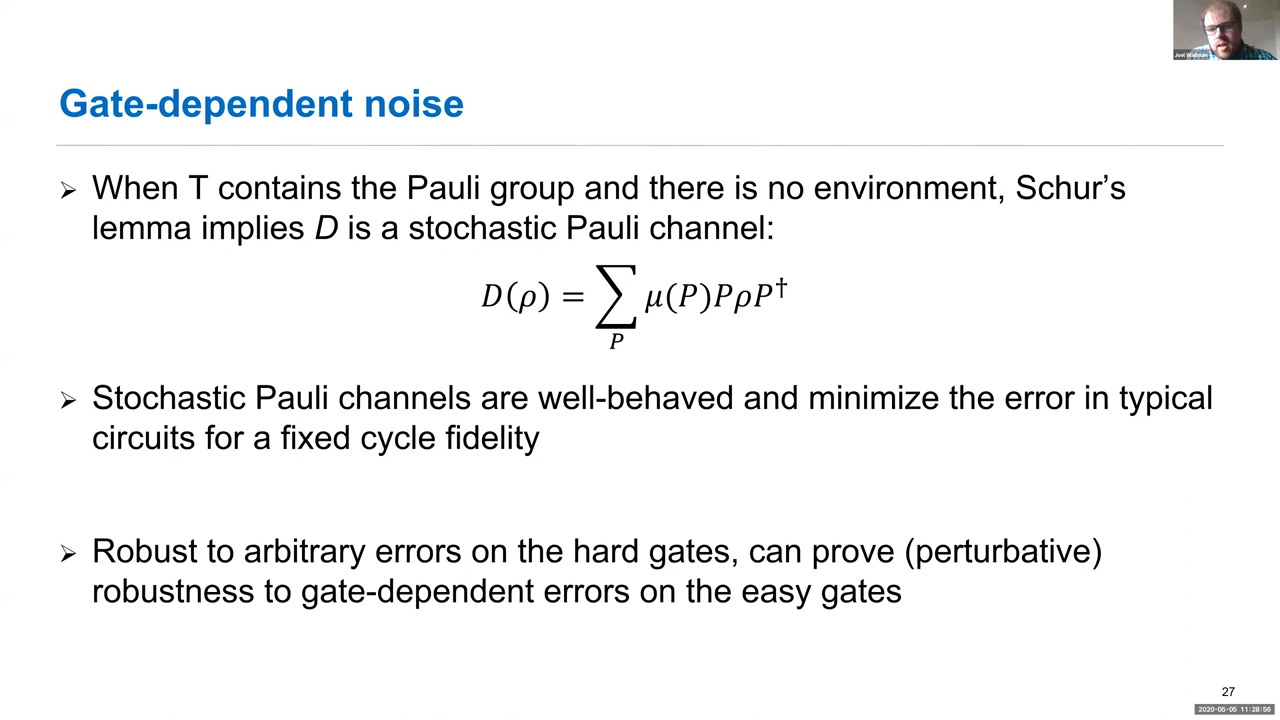 Joel Wallman
Gate-dependent noise
➢ When T contains the Pauli group and there is no environment, Schur’s
lemma implies D is a stochastic Pauli channel:
D(ρ) = ∑_P μ(P)PρP†
➢ Stochastic Pauli channels are well-behaved and minimize the error in typical
circuits for a fixed cycle fidelity
➢ Robust to arbitrary errors on the hard gates, can prove (perturbative)
robustness to gate-dependent errors on the easy gates
27
2020-05-05 11:28:56